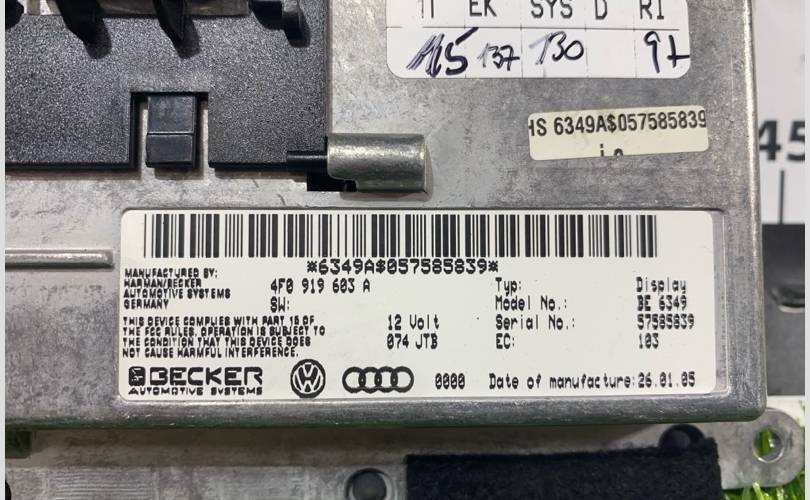 EK SYS D RI
137 130 97
HS 6349A$057585839
*6349A$057585839*
MANUFACTURED BY:
HARMAN/BECKER
AUTOMOTIVE SYSTEMS
GERMANY
4F0 919 603 A
SW:
Typ: Display
Model No.: BE 6349
THIS DEVICE COMPLIES WITH PART 15 OF
THE FCC RULES. OPERATION IS SUBJECT TO
THE CONDITION THAT THIS DEVICE DOES
NOT CAUSE HARMFUL INTERFERENCE.
12 Volt
074 JTB
Serial No.: 57585839
EC: 103
BECKER
AUTOMOTIVE SYSTEMS
VW
0000 Date of manufacture:26.01.05
45